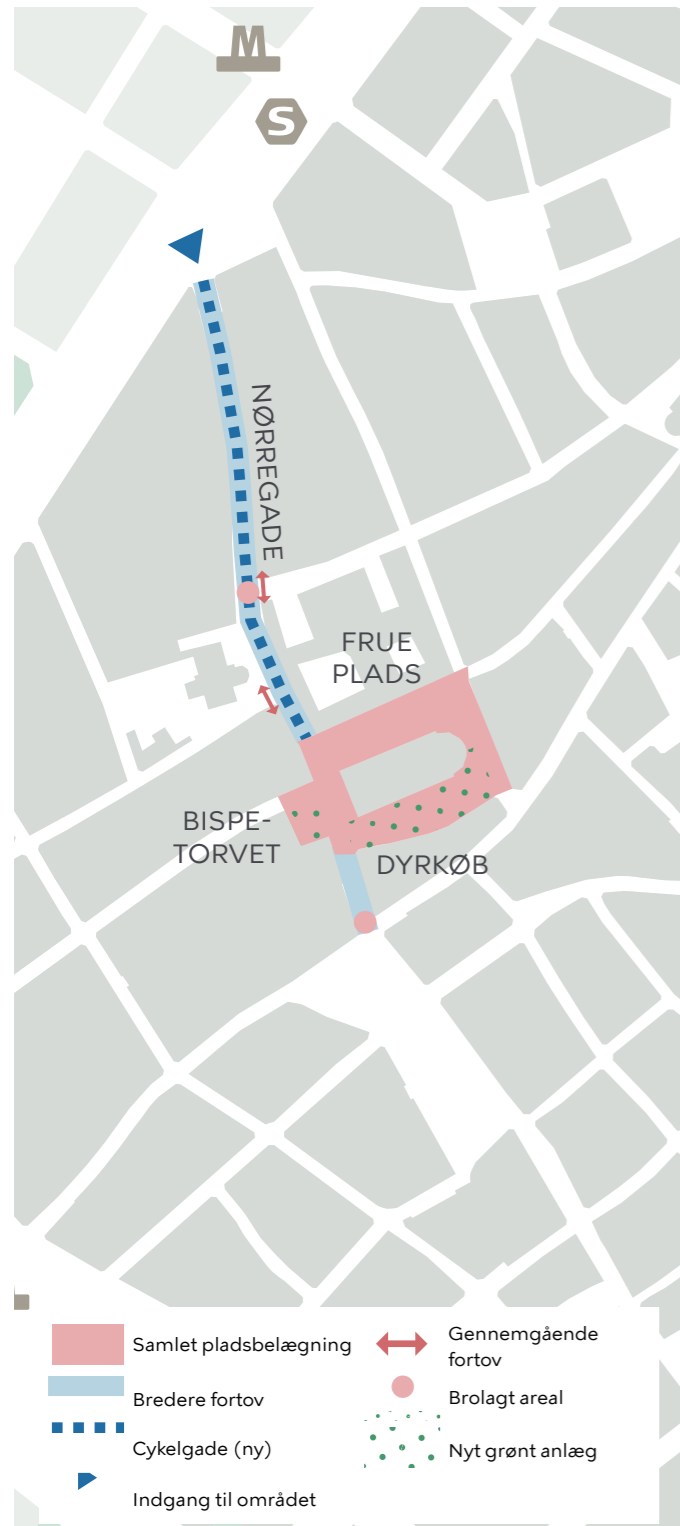 M
S
NØRREGADE
FRUE
PLADS
BISPE-
TORVET
DYRKØB
Samlet pladsbelægning
Bredere fortov
Cykelgade (ny)
Indgang til området
Gennemgående
fortov
Brolagt areal
Nyt grønt anlæg